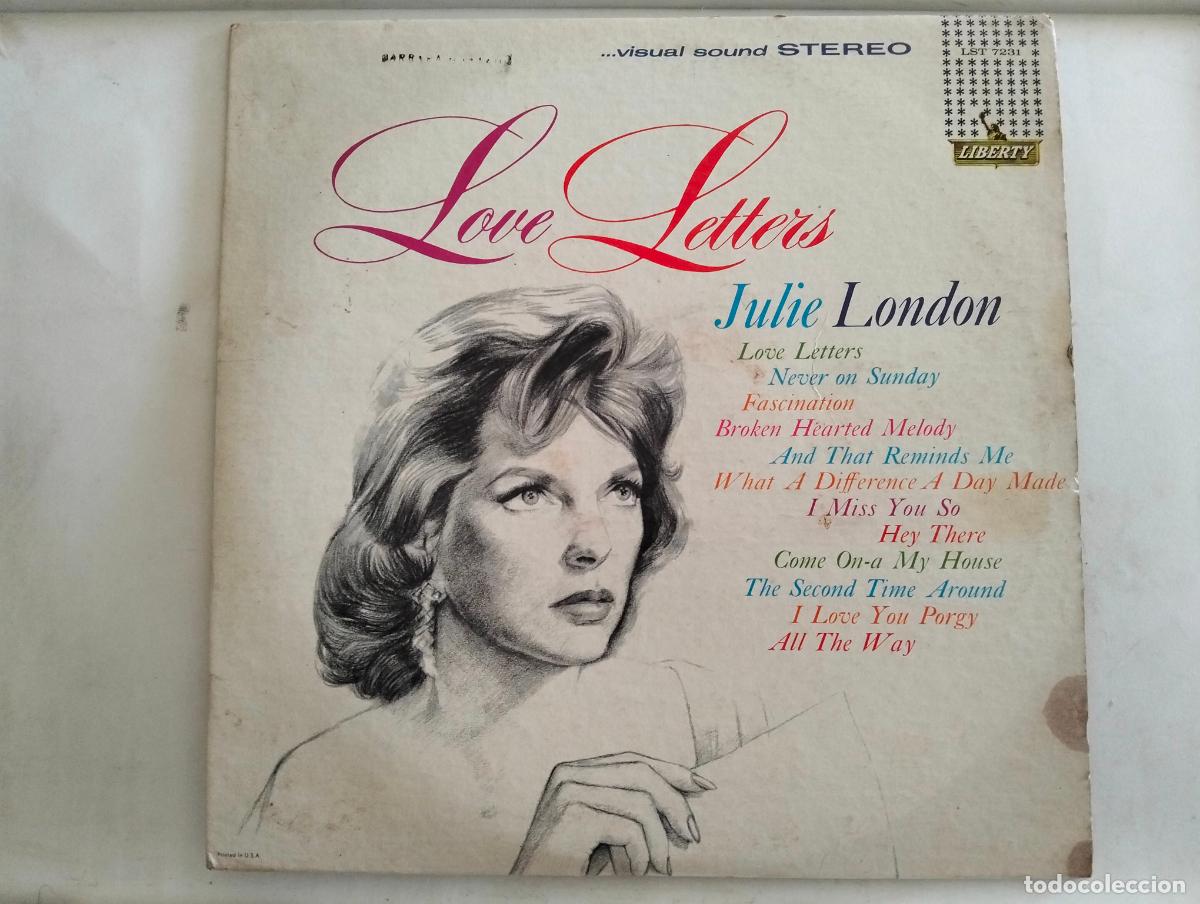 ...visual sound STEREO
LST 7231
LIBERTY
Love Letters
Julie London
Love Letters
Never on Sunday
Fascination
Broken Hearted Melody
And That Reminds Me
What A Difference A Day Made
I Miss You So
Hey There
Come On-a My House
The Second Time Around
I Love You Porgy
All The Way
Printed in U.S.A.
todocoleccion